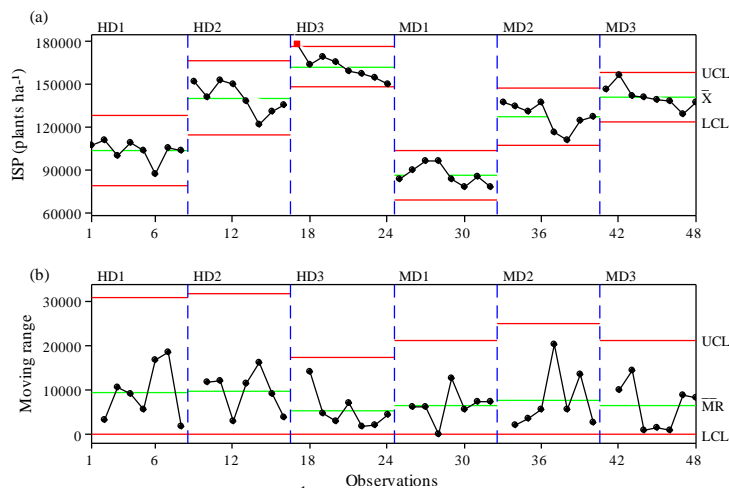 (a)
HD1 HD2 HD3 MD1 MD2 MD3
180000
150000
120000
90000
60000
ISP (plants ha⁻¹)
UCL
X̅
LCL
1 6 12 18 24 30 36 42 48
(b)
HD1 HD2 HD3 MD1 MD2 MD3
30000
20000
10000
0
Moving range
UCL
M̅R̅
LCL
1 6 12 18 24 30 36 42 48
Observations